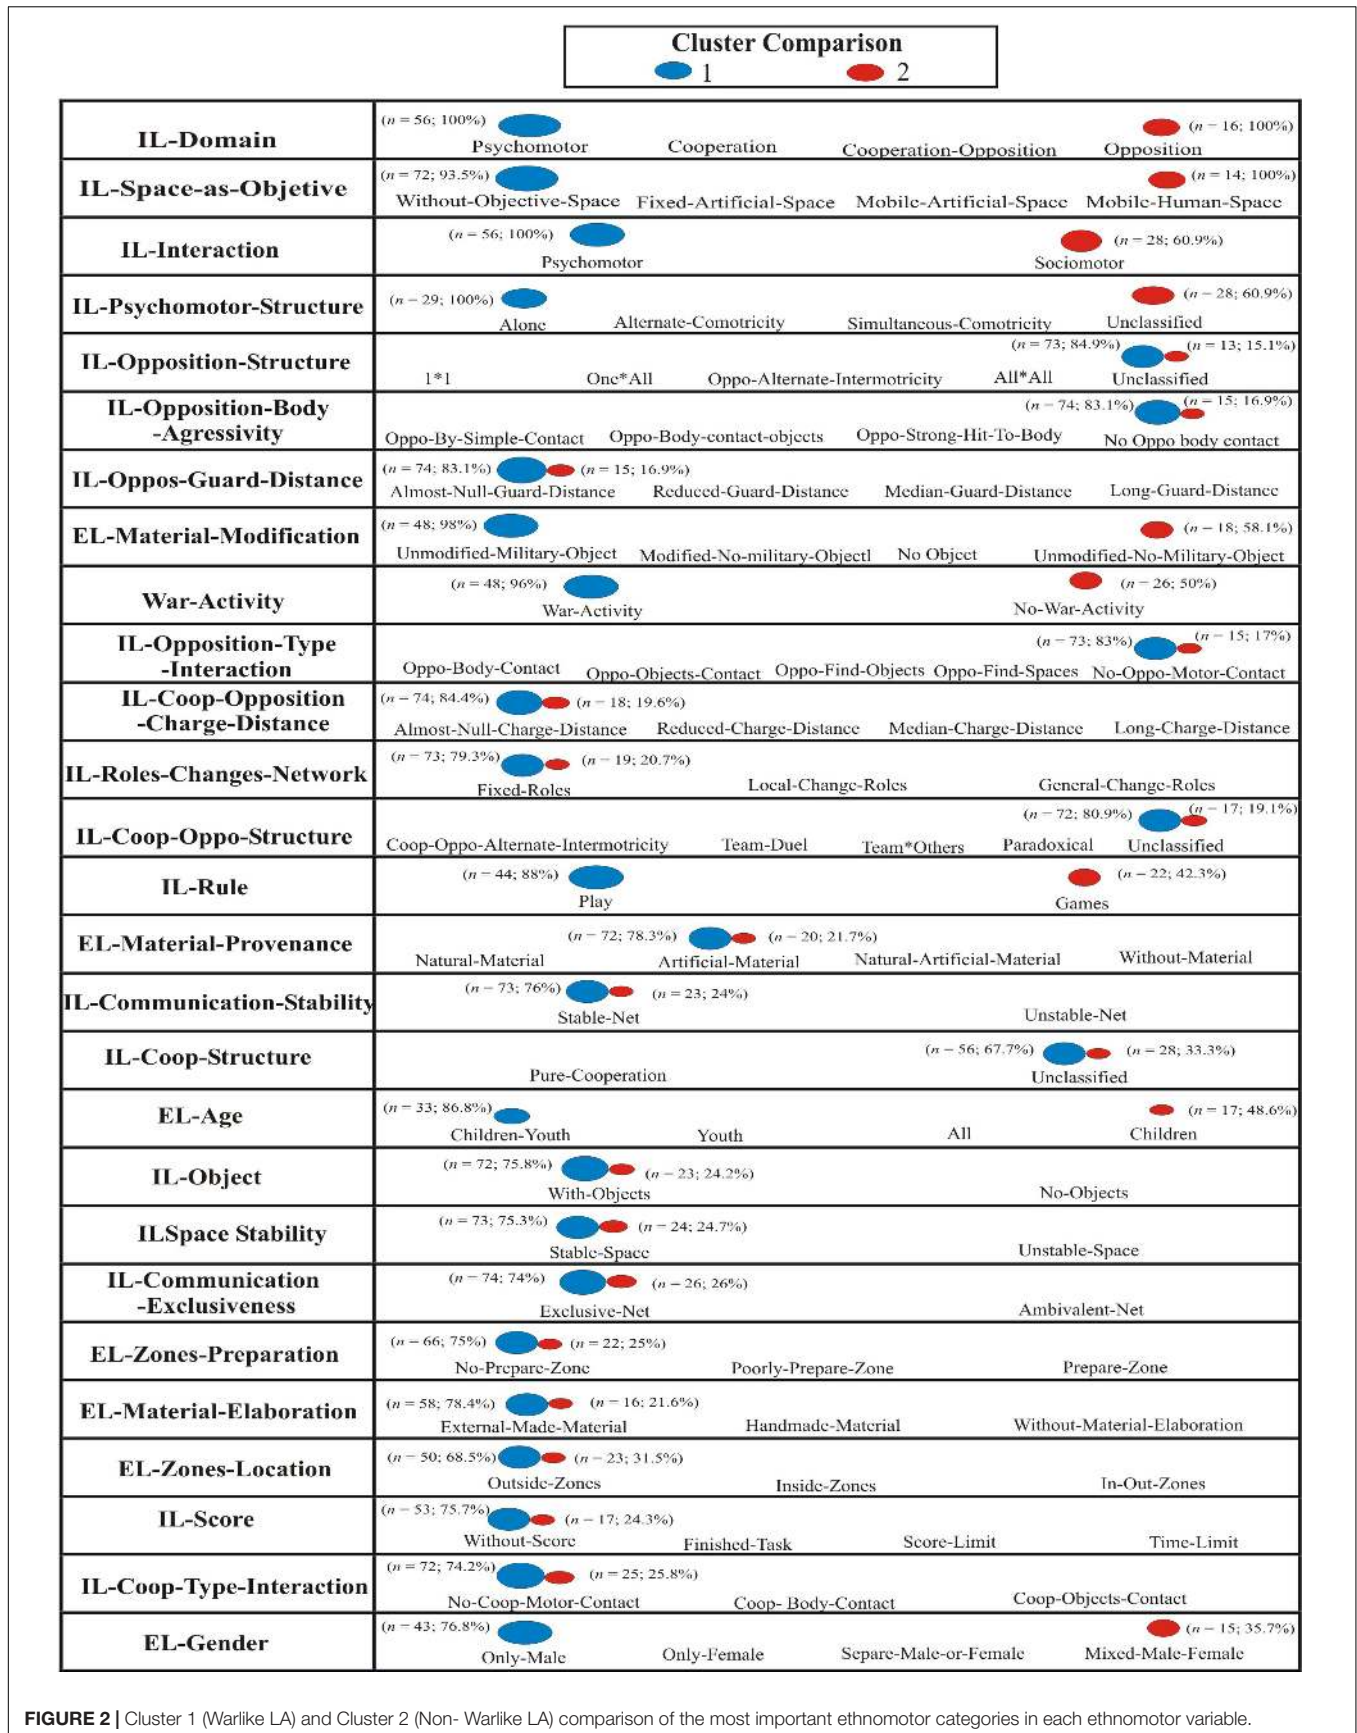 Cluster Comparison
1 2
IL-Domain
(n = 56; 100%) (n = 16; 100%)
Psychomotor Cooperation Cooperation-Opposition Opposition
IL-Space-as-Objetive
(n = 72; 93.5%) (n = 14; 100%)
Without-Objective-Space Fixed-Artificial-Space Mobile-Artificial-Space Mobile-Human-Space
IL-Interaction
(n = 56; 100%) (n = 28; 60.9%)
Psychomotor Sociomotor
IL-Psychomotor-Structure
(n = 29; 100%) (n = 28; 60.9%)
Alone Alternate-Comotricity Simultaneous-Comotricity Unclassified
IL-Opposition-Structure
(n = 73; 84.9%) (n = 13; 15.1%)
1*1 One*All Oppo-Alternate-Intermotricity All*All Unclassified
IL-Opposition-Body
-Agressivity
(n = 74; 83.1%) (n = 15; 16.9%)
Oppo-By-Simple-Contact Oppo-Body-contact-objects Oppo-Strong-Hit-To-Body No Oppo body contact
IL-Oppos-Guard-Distance
(n = 74; 83.1%) (n = 15; 16.9%)
Almost-Null-Guard-Distance Reduced-Guard-Distance Median-Guard-Distance Long-Guard-Distance
EL-Material-Modification
(n = 48; 98%) (n = 18; 58.1%)
Unmodified-Military-Object Modified-No-military-Objectl No Object Unmodified-No-Military-Object
War-Activity
(n = 48; 96%) (n = 26; 50%)
War-Activity No-War-Activity
IL-Opposition-Type
-Interaction
(n = 73; 83%) (n = 15; 17%)
Oppo-Body-Contact Oppo-Objects-Contact Oppo-Find-Objects Oppo-Find-Spaces No-Oppo-Motor-Contact
IL-Coop-Opposition
-Charge-Distance
(n = 74; 84.4%) (n = 18; 19.6%)
Almost-Null-Charge-Distance Reduced-Charge-Distance Median-Charge-Distance Long-Charge-Distance
IL-Roles-Changes-Network
(n = 73; 79.3%) (n = 19; 20.7%)
Fixed-Roles Local-Change-Roles General-Change-Roles
IL-Coop-Oppo-Structure
(n = 72; 80.9%) (n = 17; 19.1%)
Coop-Oppo-Alternate-Intermotricity Team-Duel Team*Others Paradoxical Unclassified
IL-Rule
(n = 44; 88%) (n = 22; 42.3%)
Play Games
EL-Material-Provenance
(n = 72; 78.3%) (n = 20; 21.7%)
Natural-Material Artificial-Material Natural-Artificial-Material Without-Material
IL-Communication-Stability
(n = 73; 76%) (n = 23; 24%)
Stable-Net Unstable-Net
IL-Coop-Structure
(n = 56; 67.7%) (n = 28; 33.3%)
Pure-Cooperation Unclassified
EL-Age
(n = 33; 86.8%) (n = 17; 48.6%)
Children-Youth Youth All Children
IL-Object
(n = 72; 75.8%) (n = 23; 24.2%)
With-Objects No-Objects
ILSpace Stability
(n = 73; 75.3%) (n = 24; 24.7%)
Stable-Space Unstable-Space
IL-Communication
-Exclusiveness
(n = 74; 74%) (n = 26; 26%)
Exclusive-Net Ambivalent-Net
EL-Zones-Preparation
(n = 66; 75%) (n = 22; 25%)
No-Prepare-Zone Poorly-Prepare-Zone Prepare-Zone
EL-Material-Elaboration
(n = 58; 78.4%) (n = 16; 21.6%)
External-Made-Material Handmade-Material Without-Material-Elaboration
EL-Zones-Location
(n = 50; 68.5%) (n = 23; 31.5%)
Outside-Zones Inside-Zones In-Out-Zones
IL-Score
(n = 53; 75.7%) (n = 17; 24.3%)
Without-Score Finished-Task Score-Limit Time-Limit
IL-Coop-Type-Interaction
(n = 72; 74.2%) (n = 25; 25.8%)
No-Coop-Motor-Contact Coop- Body-Contact Coop-Objects-Contact
EL-Gender
(n = 43; 76.8%) (n = 15; 35.7%)
Only-Male Only-Female Separe-Male-or-Female Mixed-Male-Female
FIGURE 2 | Cluster 1 (Warlike LA) and Cluster 2 (Non- Warlike LA) comparison of the most important ethnomotor categories in each ethnomotor variable.